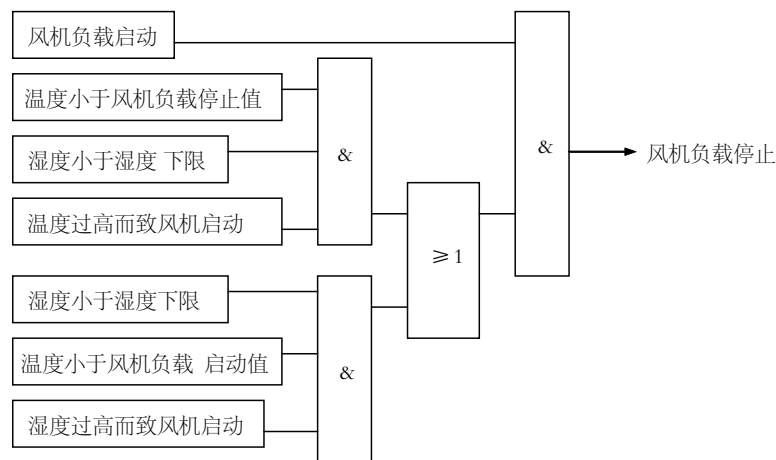 风机负载启动
温度小于风机负载停止值
湿度小于湿度 下限
温度过高而致风机启动
&
≥1
&
风机负载停止
湿度小于湿度下限
温度小于风机负载 启动值
湿度过高而致风机启动
&